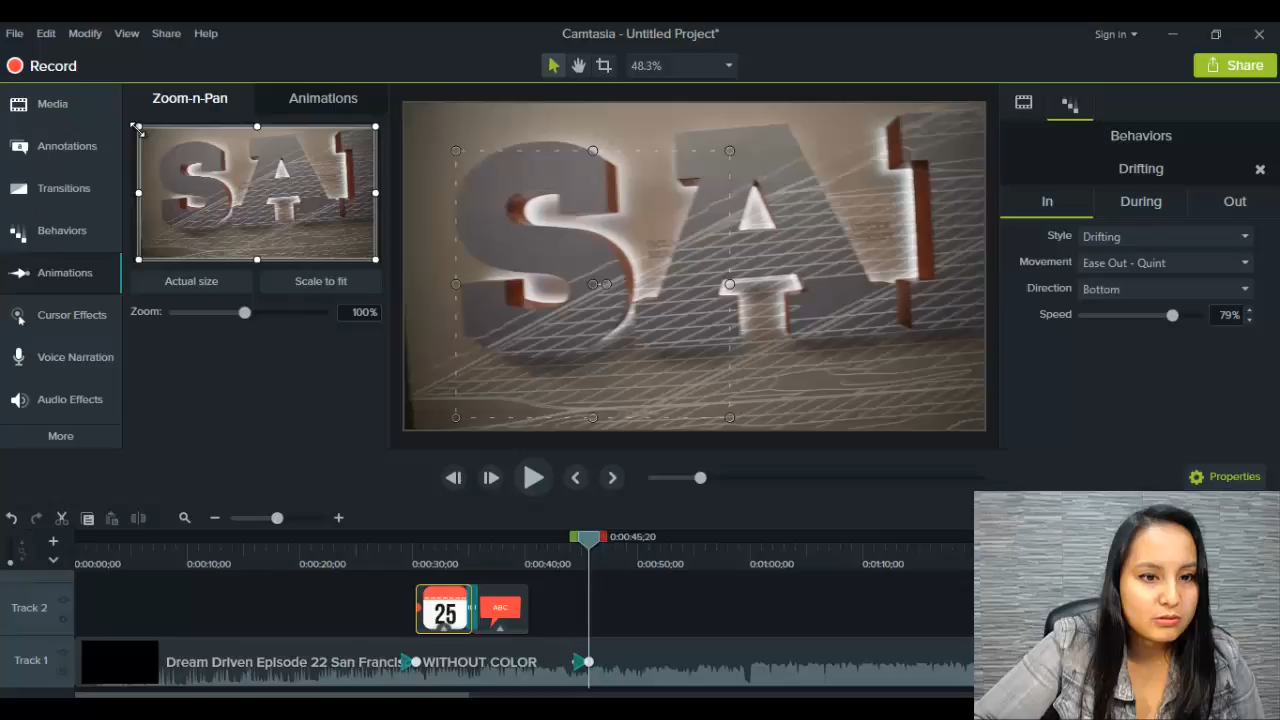 File Edit Modify View Share Help
Camtasia - Untitled Project*
Sign in
Record
48.3%
Share
Media
Annotations
Transitions
Behaviors
Animations
Cursor Effects
Voice Narration
Audio Effects
More
Zoom-n-Pan
Animations
Actual size
Scale to fit
Zoom:
100%
SA
Behaviors
Drifting
In
During
Out
Style
Drifting
Movement
Ease Out - Quint
Direction
Bottom
Speed
79%
Properties
0:00:45;20
0:00:00;00
0:00:10;00
0:00:20;00
0:00:30;00
0:00:40;00
0:00:50;00
0:01:00;00
0:01:10;00
Track 2
25
ABC
Track 1
Dream Driven Episode 22 San Francis
WITHOUT COLOR